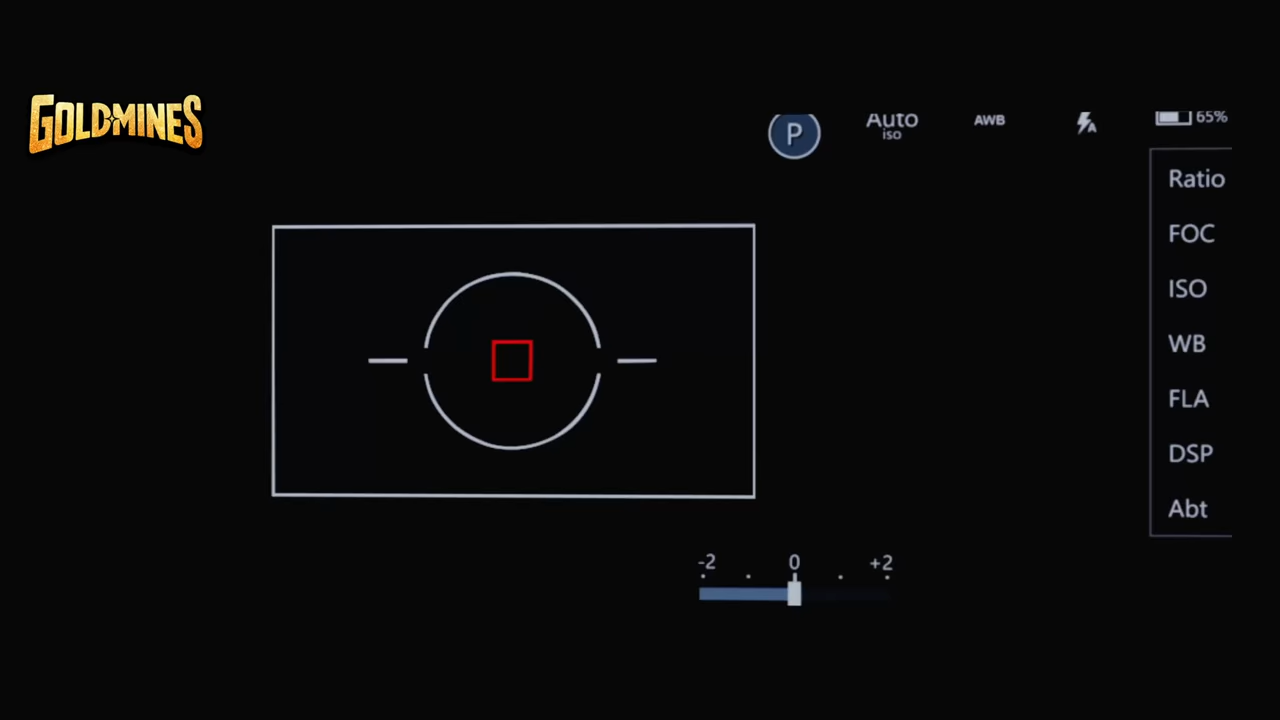 GOLDMINES
P
Auto
ISO
AWB
A
65%
Ratio
FOC
ISO
WB
FLA
DSP
Abt
-2 0 +2